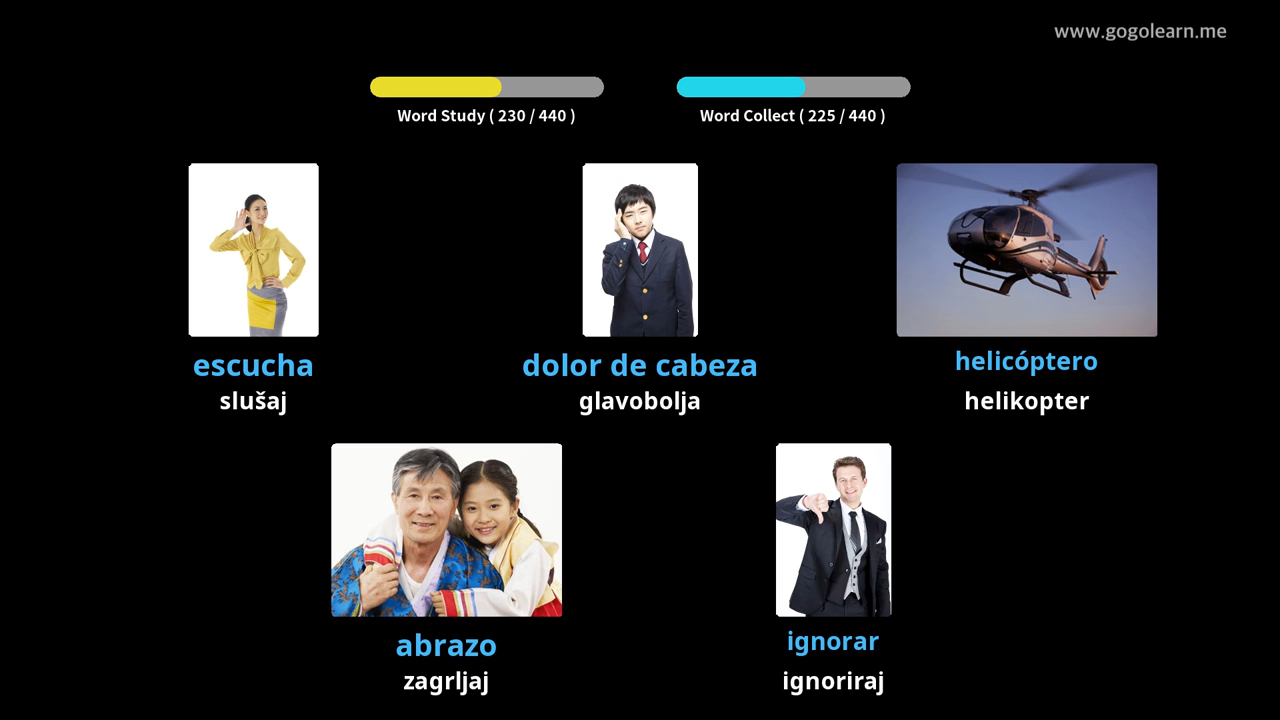 www.gogolearn.me
Word Study ( 230 / 440 )
Word Collect ( 225 / 440 )
escucha
slušaj
dolor de cabeza
glavobolja
helicóptero
helikopter
abrazo
zagrljaj
ignorar
ignoriraj